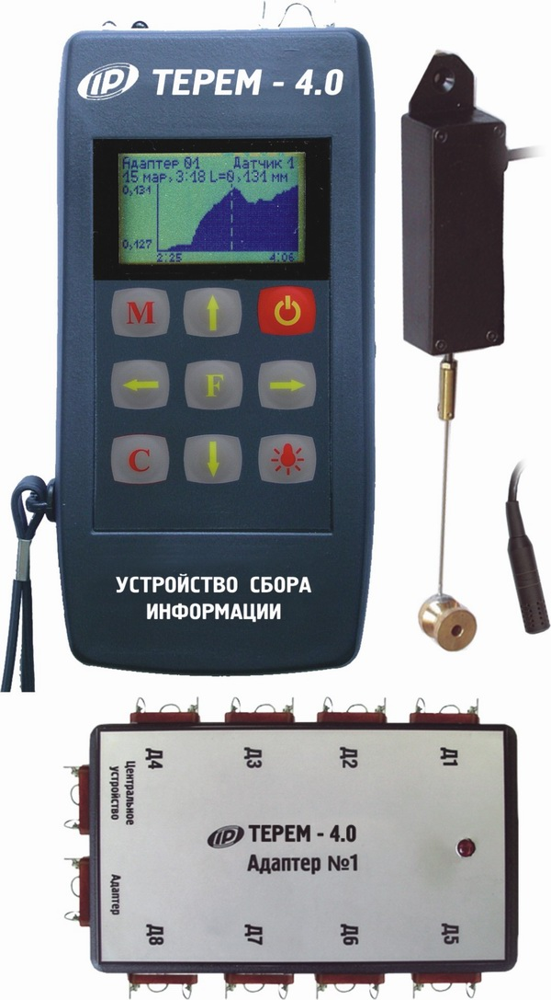 IP ТЕРЕМ - 4.0
Адаптер 01 Датчик 1
15 мар, 3:18 L=0,131 мм
0,131
0,127
2:25 4:06
M
F
C
УСТРОЙСТВО СБОРА
ИНФОРМАЦИИ
Д4 Д3 Д2 Д1
Центральное
устройство
IP ТЕРЕМ - 4.0
Адаптер №1
Адаптер
Д8 Д7 Д6 Д5